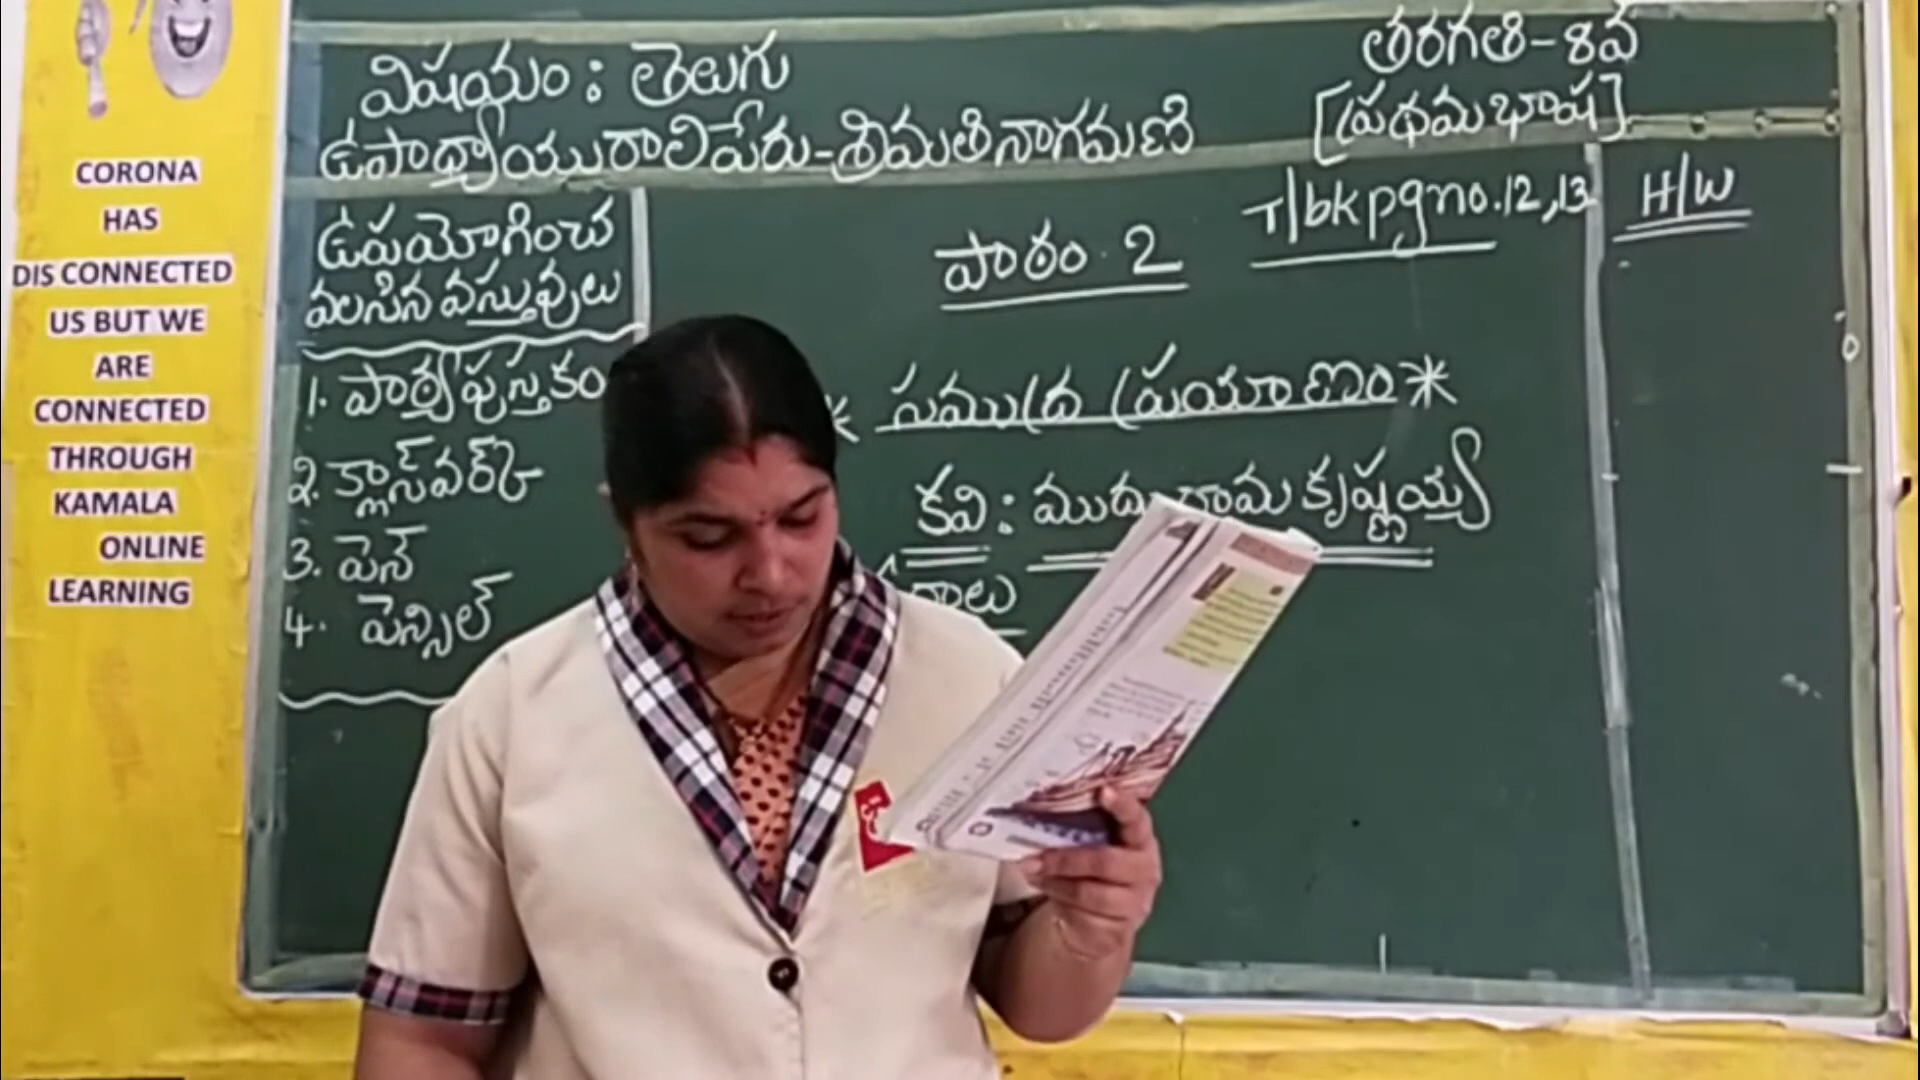 CORONA
HAS
DIS CONNECTED
US BUT WE
ARE
CONNECTED
THROUGH
KAMALA
ONLINE
LEARNING
విషయం : తెలుగు
ఉపాధ్యాయురాలిపేరు-శ్రీమతి నాగమణి
తరగతి-8వ
[ప్రథమ భాష]
ఉపయోగించ
వలసిన వస్తువులు
1. పాఠ్యపుస్తకం
2. క్లాస్‌వర్క్
3. పెన్
4. పెన్సిల్
పాఠం 2
T/bk pg no.12,13
H/W
* సముద్ర ప్రయాణం *
కవి : రామకృష్ణయ్య